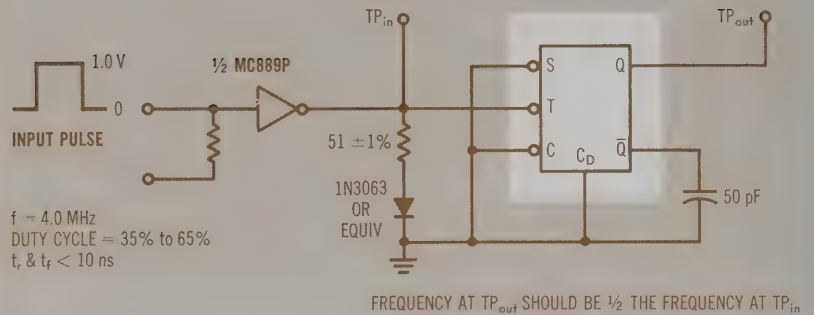 TPin
TPout
1.0 V
0
INPUT PULSE
½ MC889P
S
Q
T
C
CD
Q̅
51 ±1%
1N3063
OR
EQUIV
50 pF
f = 4.0 MHz
DUTY CYCLE = 35% to 65%
tr & tf < 10 ns
FREQUENCY AT TPout SHOULD BE ½ THE FREQUENCY AT TPin